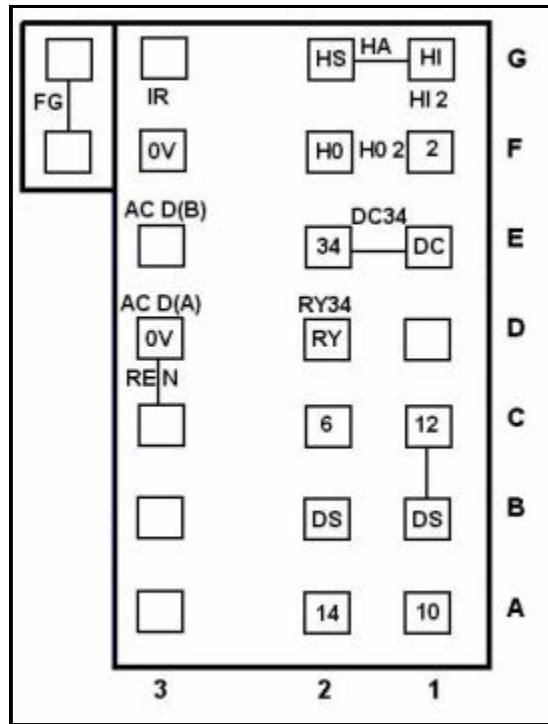 HS HA HI G
FG IR HI 2
0V H0 H0 2 2 F
AC D(B) DC34
34 DC E
AC D(A) RY34
0V RY D
RE N
6 12 C
DS DS B
14 10 A
3 2 1